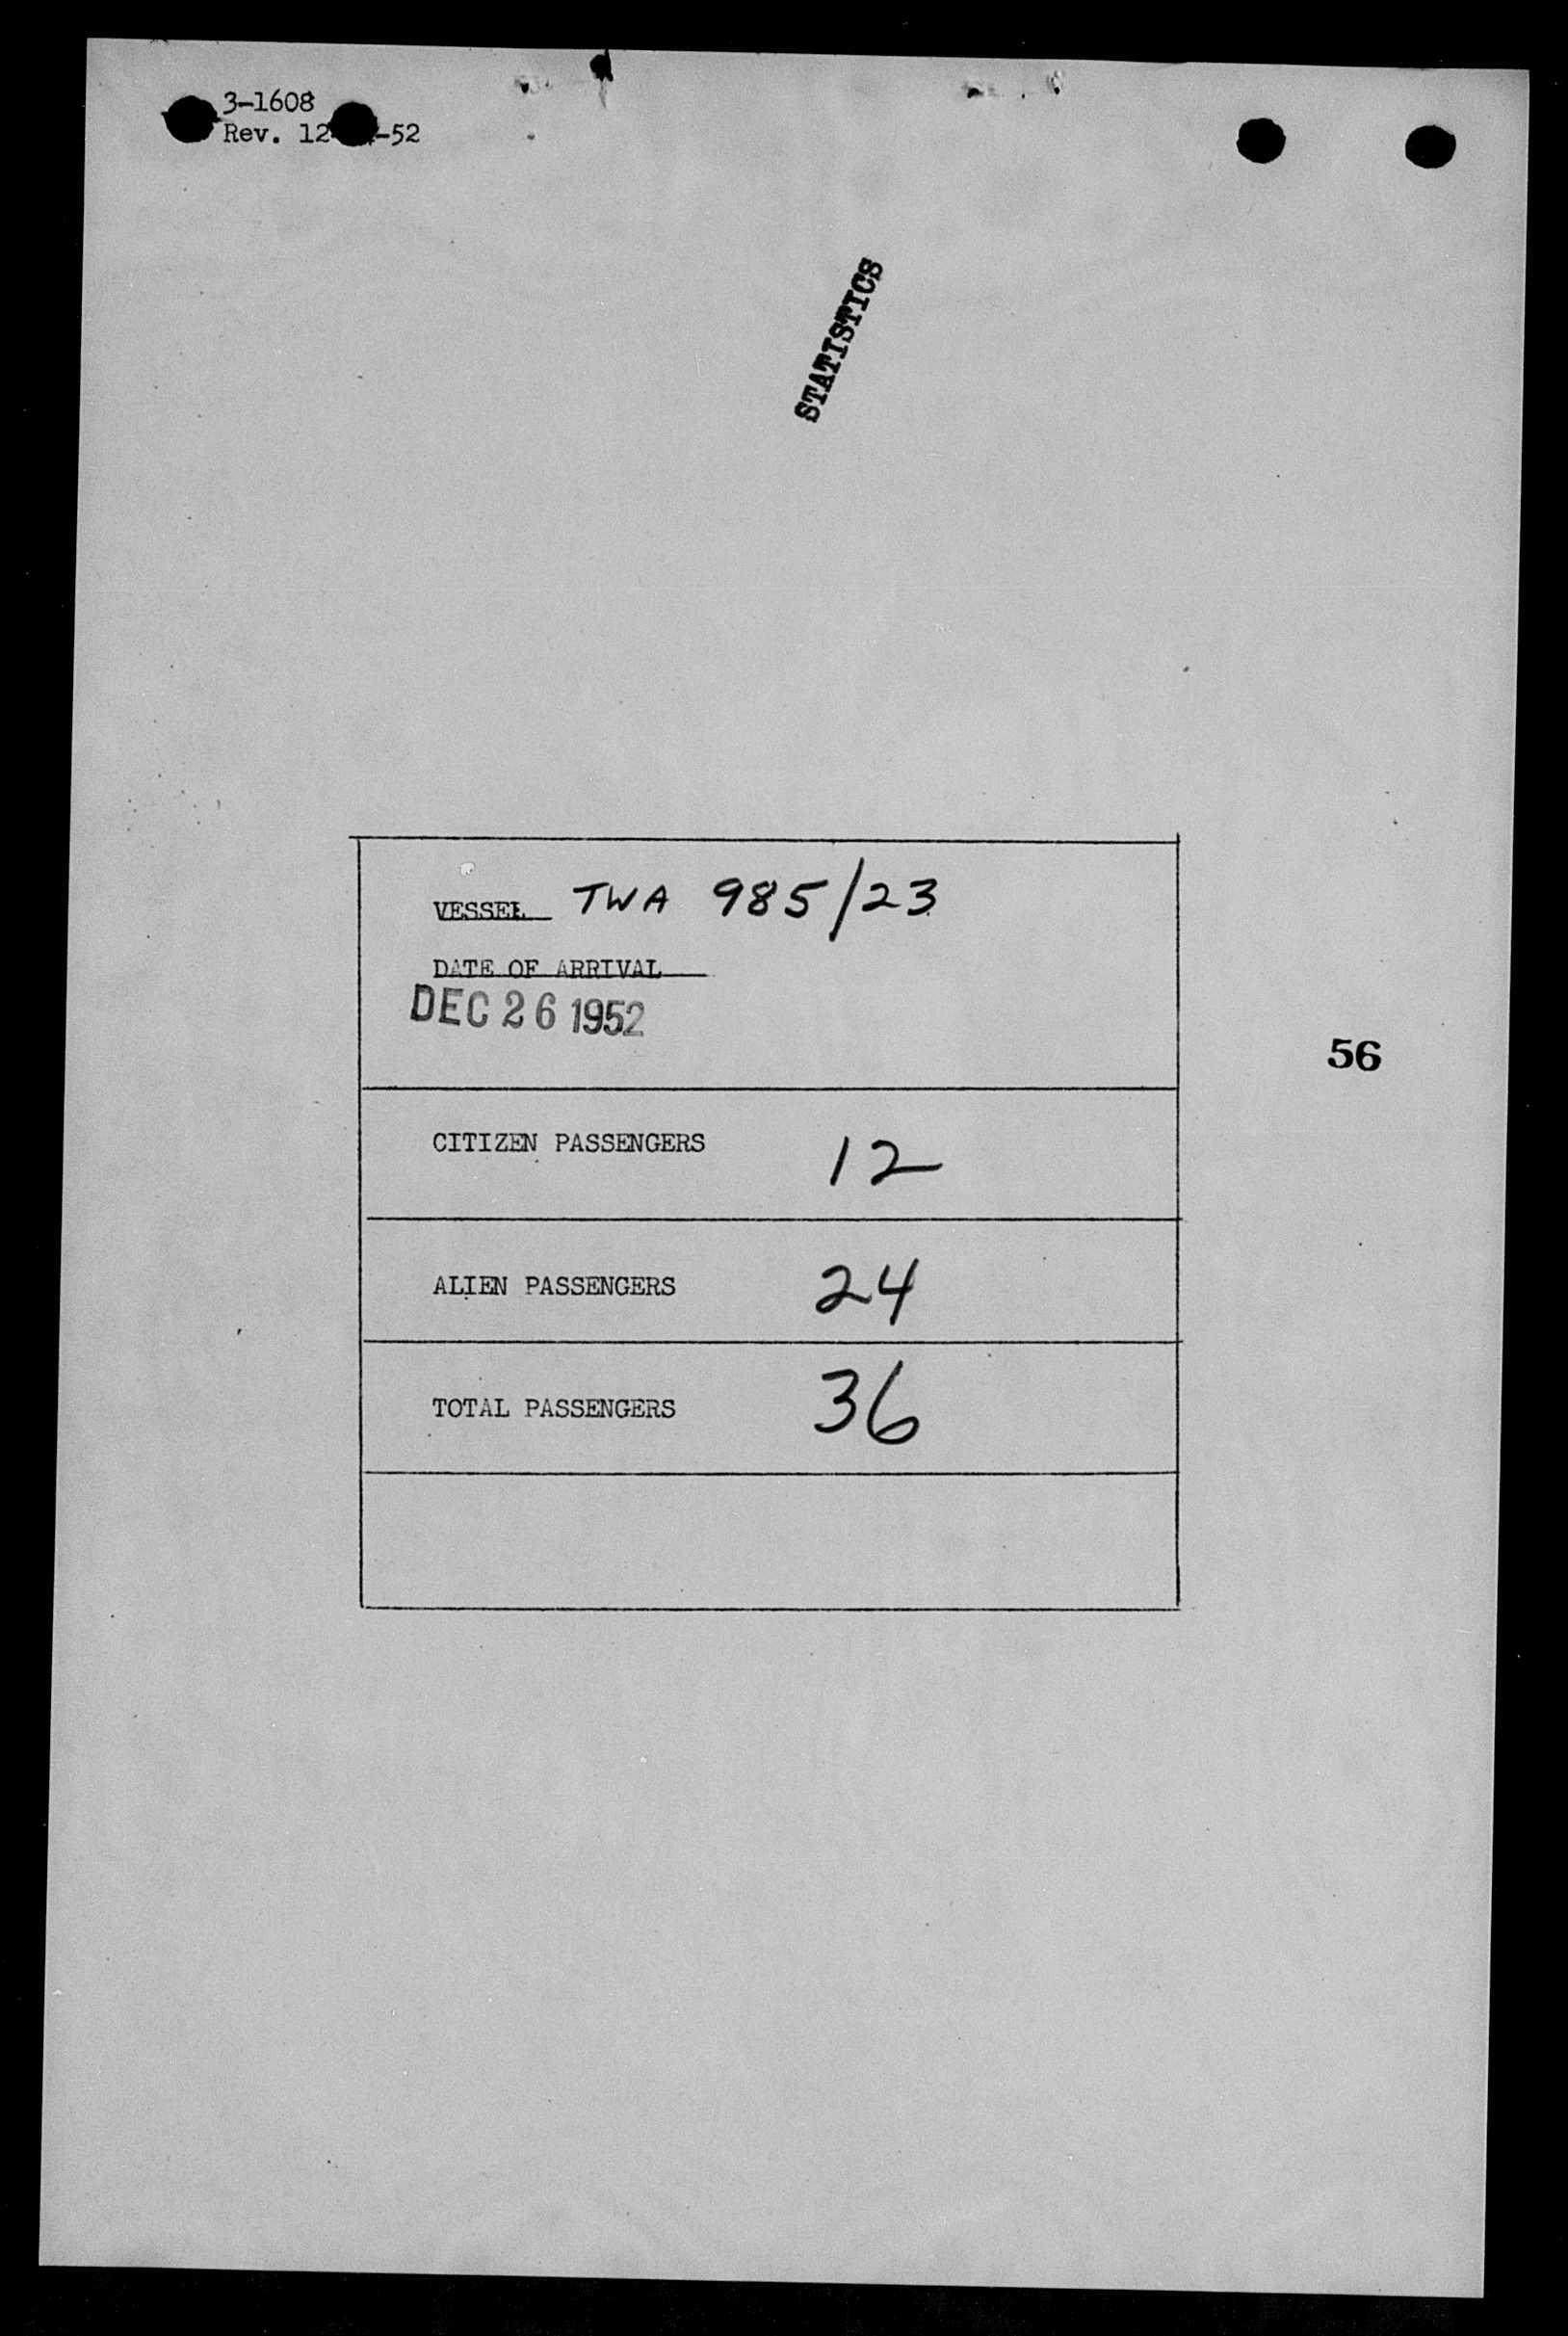 3-1608
Rev. 12 -52
STATISTICS
VESSEL TWA 985/23
DATE OF ARRIVAL
DEC 26 1952
56
CITIZEN PASSENGERS 12
ALIEN PASSENGERS 24
TOTAL PASSENGERS 36